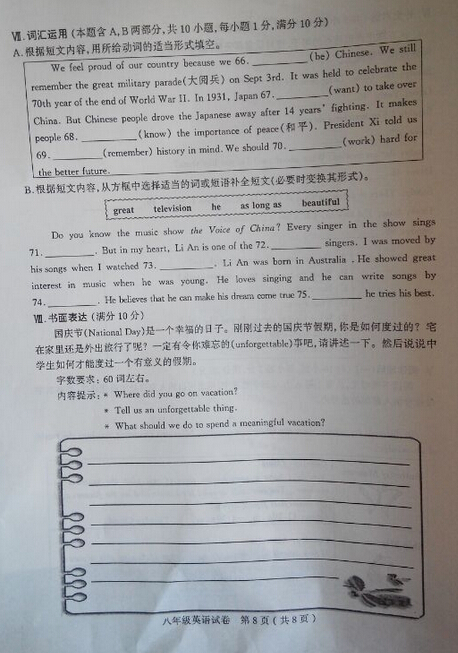 Ⅶ.词汇运用(本题含A,B两部分,共10小题,每小题1分,满分10分)
A.根据短文内容,用所给动词的适当形式填空。
We feel proud of our country because we 66.________(be) Chinese. We still
remember the great military parade(大阅兵) on Sept 3rd. It was held to celebrate the
70th year of the end of World War II. In 1931, Japan 67.________(want) to take over
China. But Chinese people drove the Japanese away after 14 years' fighting. It makes
people 68.________(know) the importance of peace(和平). President Xi told us
69.________(remember) history in mind. We should 70.________(work) hard for
the better future.
B.根据短文内容,从方框中选择适当的词或短语补全短文(必要时变换其形式)。
great television he as long as beautiful
Do you know the music show the Voice of China? Every singer in the show sings
71.________. But in my heart, Li An is one of the 72.________ singers. I was moved by
his songs when I watched 73.________. Li An was born in Australia. He showed great
interest in music when he was young. He loves singing and he can write songs by
74.________. He believes that he can make his dream come true 75.________ he tries his best.
Ⅷ.书面表达(满分10分)
国庆节(National Day)是一个幸福的日子。刚刚过去的国庆节假期,你是如何度过的?宅
在家里还是外出旅行了呢?一定有令你难忘的(unforgettable)事吧,请讲述一下。然后说说中
学生如何才能度过一个有意义的假期。
字数要求:60词左右。
内容提示:* Where did you go on vacation?
* Tell us an unforgettable thing.
* What should we do to spend a meaningful vacation?
八年级英语试卷 第8页(共8页)